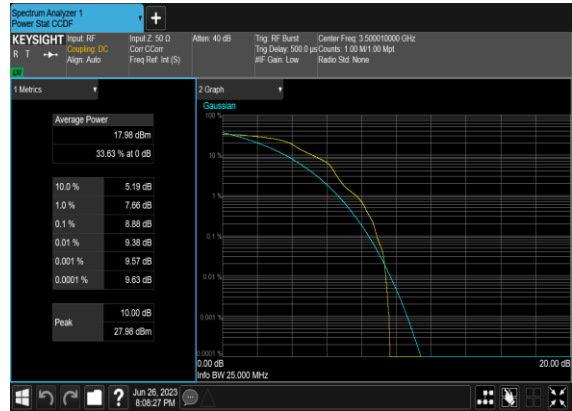 Spectrum Analyzer 1
Power Stat CCDF
+
KEYSIGHT
R T
LXI
Input: RF
Coupling: DC
Align: Auto
Input Z: 50 Ω
Corr CCorr
Freq Ref: Int (S)
Atten: 40 dB
Trig: RF Burst
Trig Delay: 500.0 µs
#IF Gain: Low
Center Freq: 3.500010000 GHz
Counts: 1.00 M/1.00 Mpt
Radio Std: None
1 Metrics
Average Power
17.98 dBm
33.63 % at 0 dB
10.0 % 5.19 dB
1.0 % 7.66 dB
0.1 % 8.88 dB
0.01 % 9.38 dB
0.001 % 9.57 dB
0.0001 % 9.63 dB
Peak
10.00 dB
27.98 dBm
2 Graph
Gaussian
100 %
10 %
1 %
0.1 %
0.01 %
0.001 %
0.0001 %
0.00 dB 20.00 dB
Info BW 25.000 MHz
?
Jun 26, 2023
8:08:27 PM